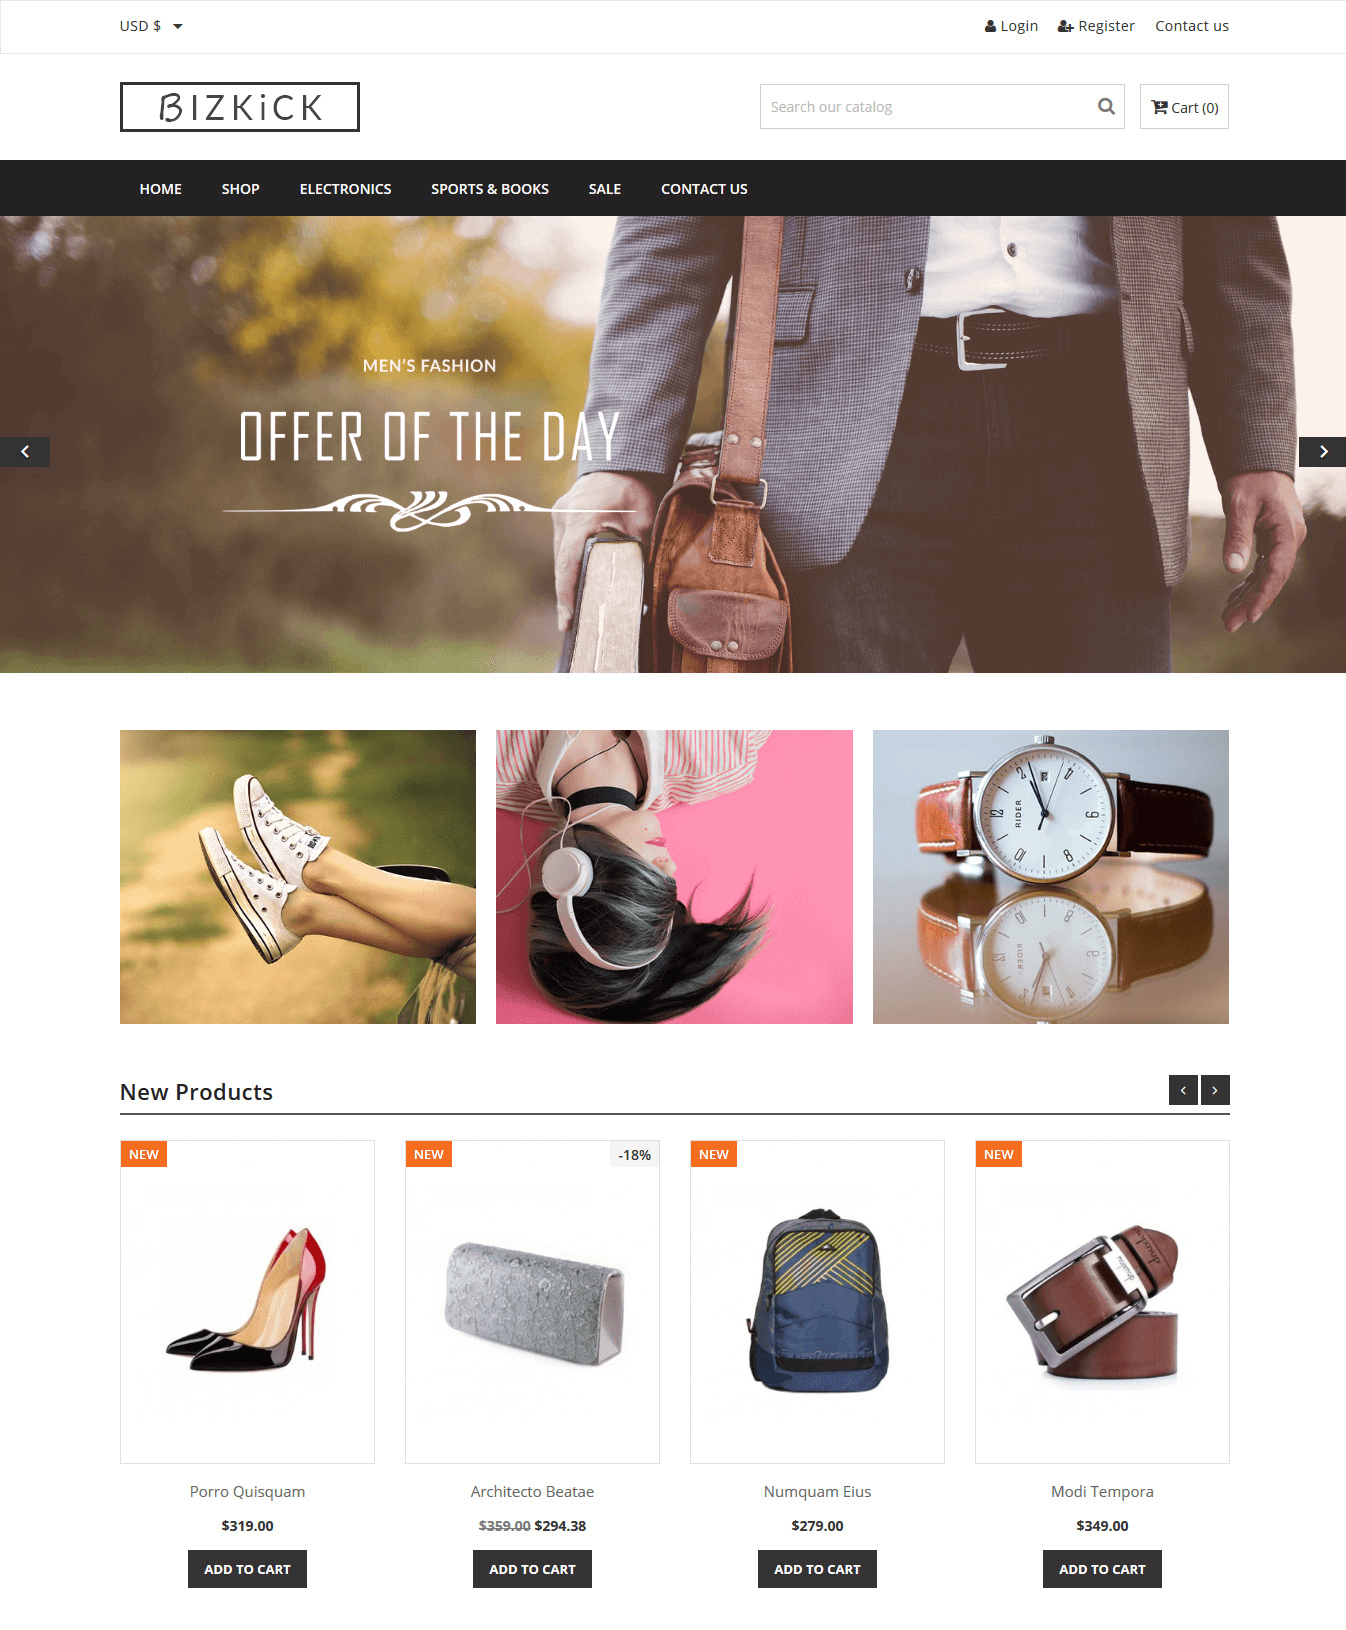 USD $
Login Register Contact us
BIZKiCK
Search our catalog
Cart (0)
HOME SHOP ELECTRONICS SPORTS & BOOKS SALE CONTACT US
MEN'S FASHION
OFFER OF THE DAY
RIDER
New Products
NEW
NEW -18%
NEW
NEW
Porro Quisquam
Architecto Beatae
Numquam Eius
Modi Tempora
$319.00
$359.00 $294.38
$279.00
$349.00
ADD TO CART
ADD TO CART
ADD TO CART
ADD TO CART